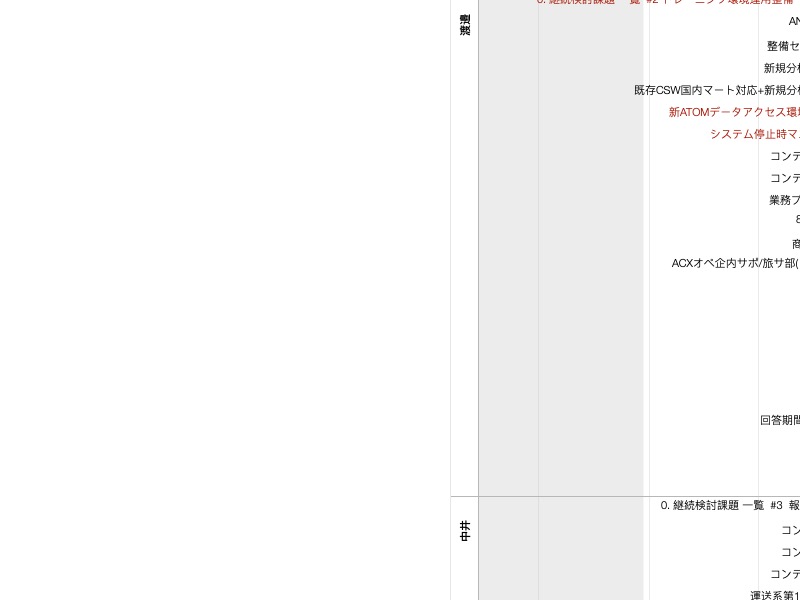 0. 継続検討課題 一覧 #2 トレーニング環境運用整備
渡邉
AN
整備セ
新規分析
既存CSW国内マート対応+新規分析
新ATOMデータアクセス環境
システム停止時マ
コンテ
コンテ
業務プ
8
商
ACXオペ企内サポ/旅サ部(
回答期間
0. 継続検討課題 一覧 #3 報
中井
コン
コン
コンテ
運送系第1